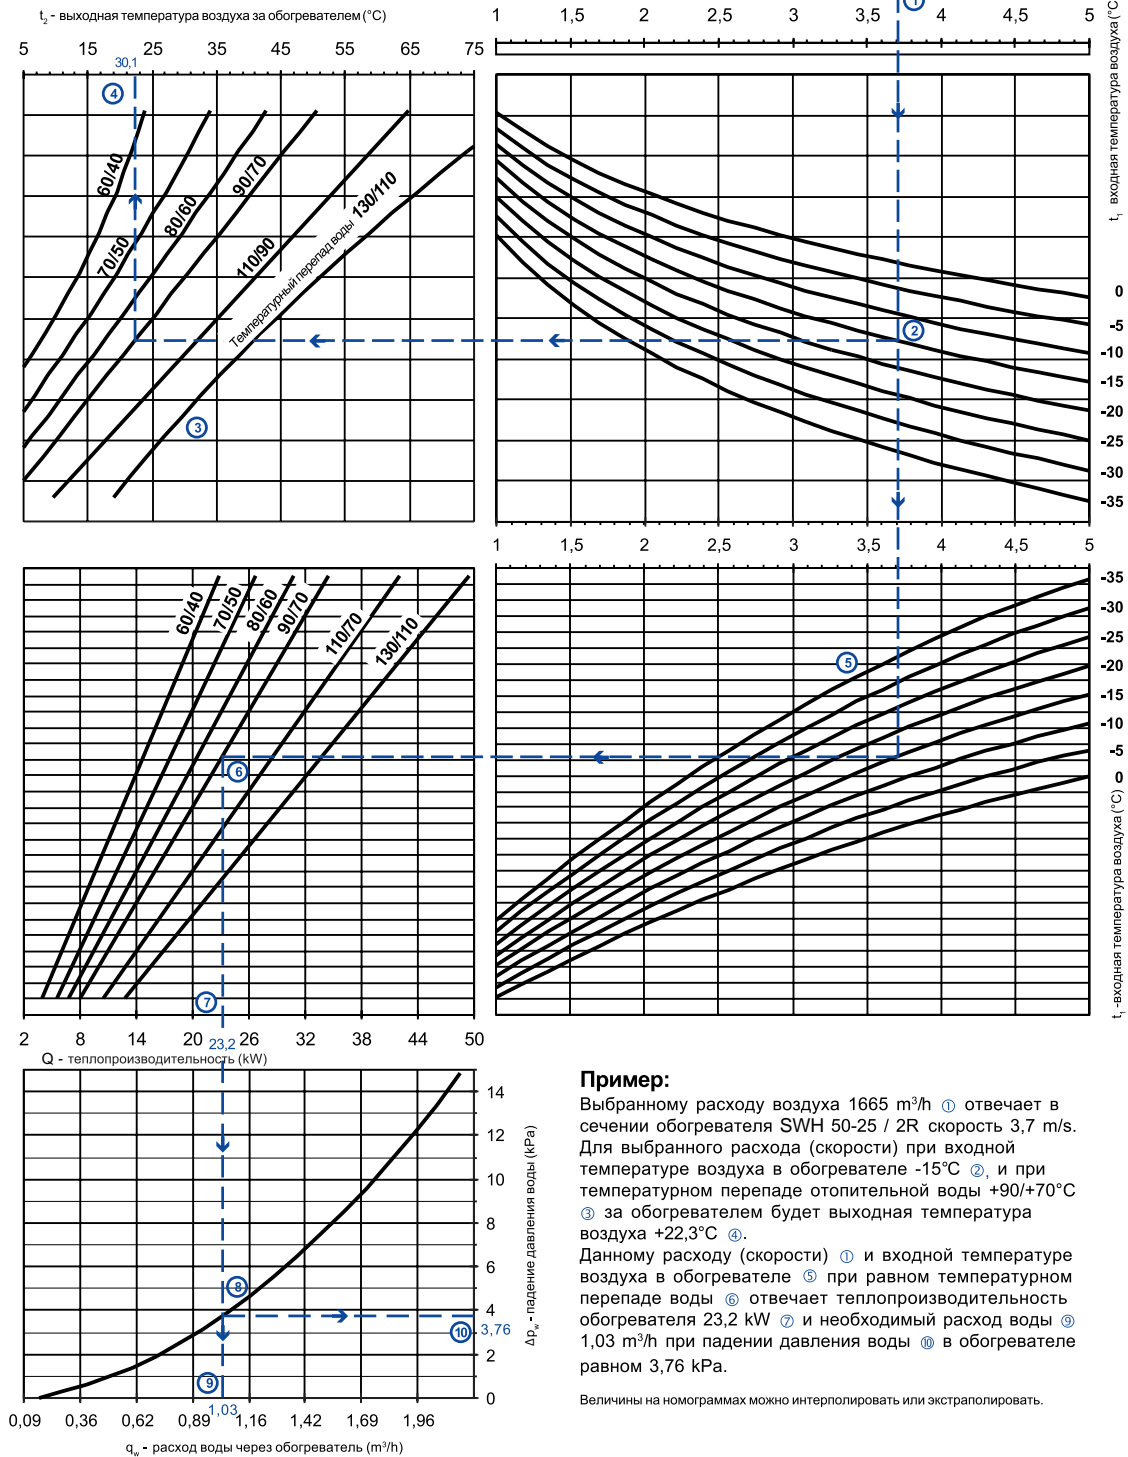 t2 - выходная температура воздуха за обогревателем (°C)
5 15 25 35 45 55 65 75
30,1
1 1,5 2 2,5 3 3,5 4 4,5 5
1
t1 входная температура воздуха (°C
4
60/40
70/50
80/60
90/70
110/90
Температурный перепад воды 130/110
3
2
0
-5
-10
-15
-20
-25
-30
-35
1 1,5 2 2,5 3 3,5 4 4,5 5
60/40
70/50
80/60
90/70
110/70
130/110
6
7
5
-35
-30
-25
-20
-15
-10
-5
0
t1 -входная температура воздуха (°C)
2 8 14 20 23,2 26 32 38 44 50
Q - теплопроизводительность (kW)
14
12
10
8
6
4
3,76
2
0
Δpw - падение давления воды (kPa)
8
10
9
0,09 0,36 0,62 0,89 1,03 1,16 1,42 1,69 1,96
qw - расход воды через обогреватель (m³/h)
Пример:
Выбранному расходу воздуха 1665 m³/h ① отвечает в
сечении обогревателя SWH 50-25 / 2R скорость 3,7 m/s.
Для выбранного расхода (скорости) при входной
температуре воздуха в обогревателе -15°C ②, и при
температурном перепаде отопительной воды +90/+70°C
③ за обогревателем будет выходная температура
воздуха +22,3°C ④.
Данному расходу (скорости) ① и входной температуре
воздуха в обогревателе ⑤ при равном температурном
перепаде воды ⑥ отвечает теплопроизводительность
обогревателя 23,2 kW ⑦ и необходимый расход воды ⑨
1,03 m³/h при падении давления воды ⑩ в обогревателе
равном 3,76 kPa.
Величины на номограммах можно интерполировать или экстраполировать.